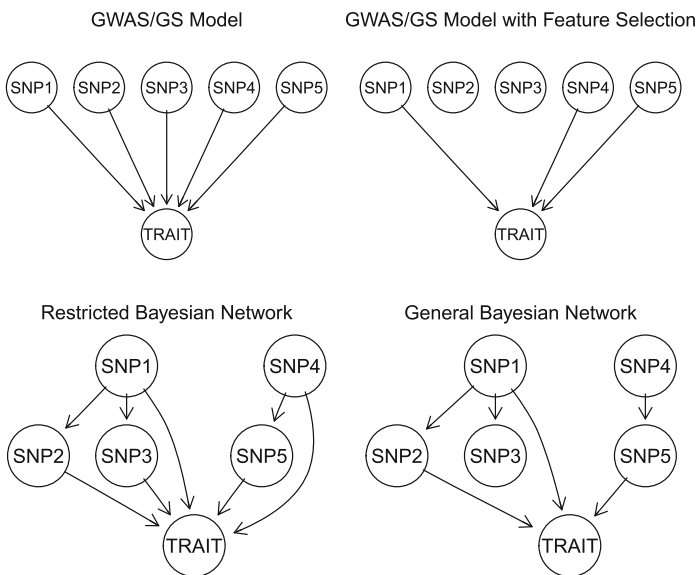 GWAS/GS Model
GWAS/GS Model with Feature Selection
SNP1 SNP2 SNP3 SNP4 SNP5
TRAIT
SNP1 SNP2 SNP3 SNP4 SNP5
TRAIT
Restricted Bayesian Network
General Bayesian Network
SNP1 SNP4
SNP2 SNP3 SNP5
TRAIT
SNP1 SNP4
SNP2 SNP3 SNP5
TRAIT